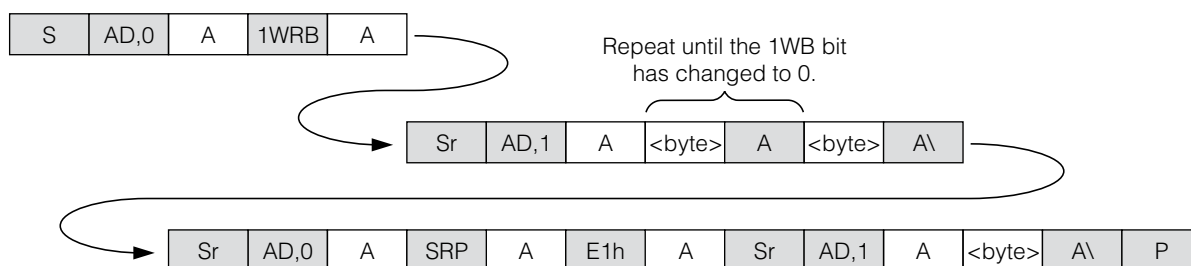 S AD,0 A 1WRB A
Repeat until the 1WB bit
has changed to 0.
Sr AD,1 A <byte> A <byte> A\
Sr AD,0 A SRP A E1h A Sr AD,1 A <byte> A\ P